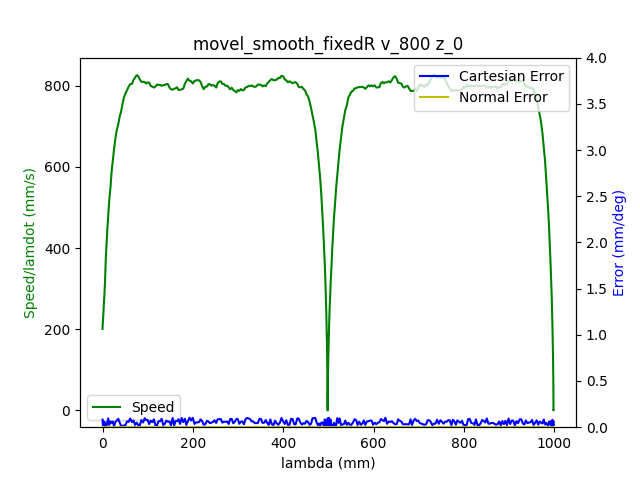 movel_smooth_fixedR v_800 z_0
Speed/lamdot (mm/s)
800
600
400
200
0
4.0
3.5
3.0
2.5
2.0
1.5
1.0
0.5
0.0
Error (mm/deg)
Cartesian Error
Normal Error
Speed
0 200 400 600 800 1000
lambda (mm)